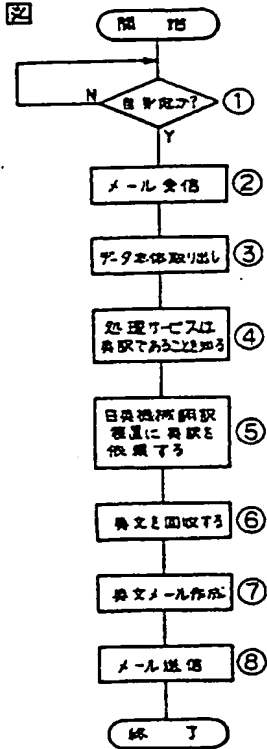 図
開 始
自分宛か?
①
N
Y
メール受信
②
データ本体取り出し
③
処理サービスは
英訳であることを知る
④
日英機械翻訳
装置に英訳を
依頼する
⑤
英文を回収する
⑥
英文メール作成
⑦
メール送信
⑧
終 了